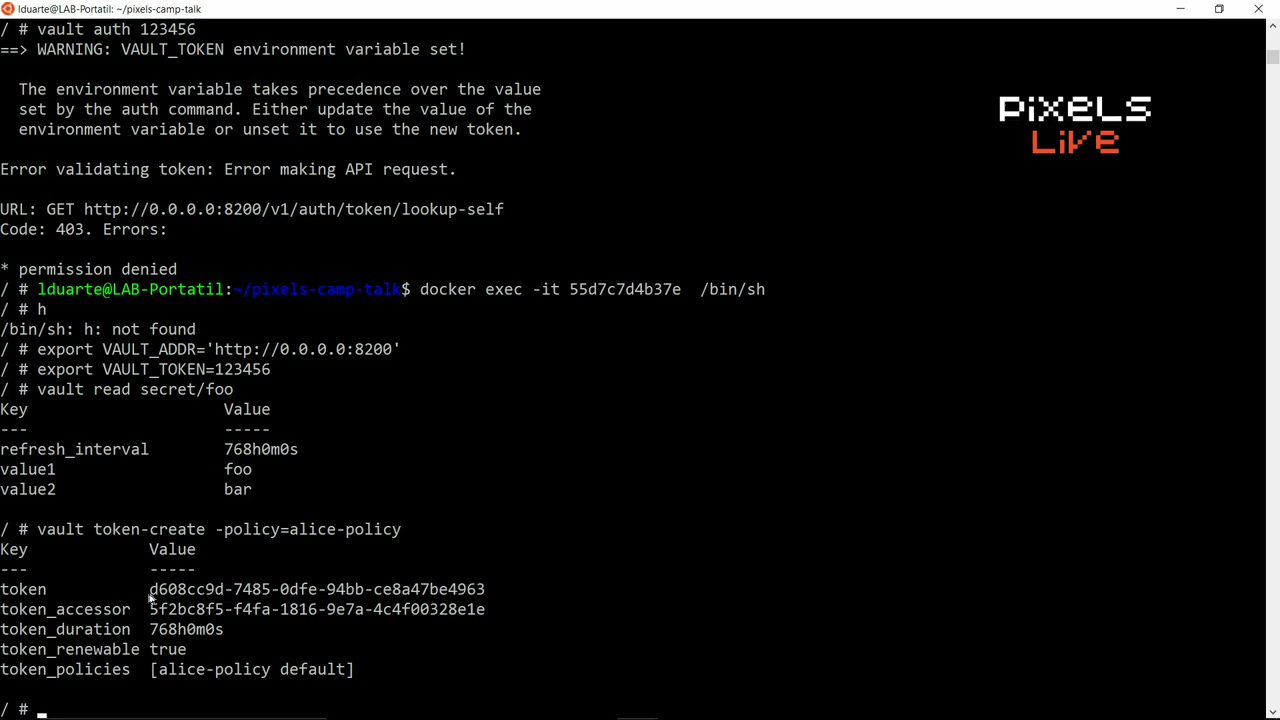 lduarte@LAB-Portatil: ~/pixels-camp-talk
/ # vault auth 123456
==> WARNING: VAULT_TOKEN environment variable set!
The environment variable takes precedence over the value
set by the auth command. Either update the value of the
environment variable or unset it to use the new token.
Error validating token: Error making API request.
URL: GET http://0.0.0.0:8200/v1/auth/token/lookup-self
Code: 403. Errors:
* permission denied
/ # lduarte@LAB-Portatil:~/pixels-camp-talk$ docker exec -it 55d7c7d4b37e  /bin/sh
/ # h
/bin/sh: h: not found
/ # export VAULT_ADDR='http://0.0.0.0:8200'
/ # export VAULT_TOKEN=123456
/ # vault read secret/foo
Key                     Value
---                     -----
refresh_interval        768h0m0s
value1                  foo
value2                  bar
/ # vault token-create -policy=alice-policy
Key             Value
---             -----
token           d608cc9d-7485-0dfe-94bb-ce8a47be4963
token_accessor  5f2bc8f5-f4fa-1816-9e7a-4c4f00328e1e
token_duration  768h0m0s
token_renewable true
token_policies  [alice-policy default]
/ #
pixels
Live